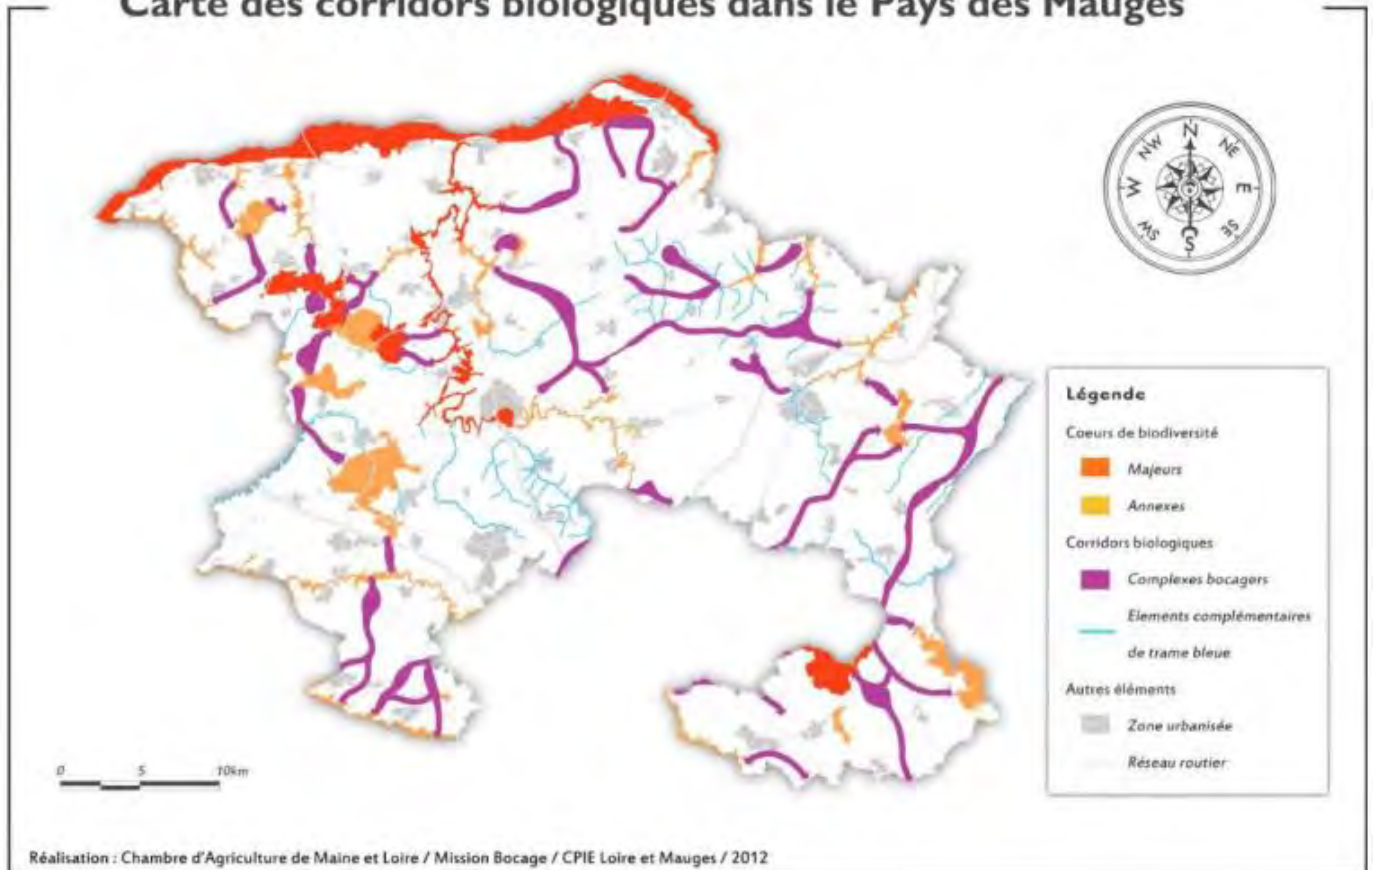 Carte des corridors biologiques dans le Pays des Mauges
N
NE
E
SE
S
SW
W
NW
Légende
Coeurs de biodiversité
Majeurs
Annexes
Corridors biologiques
Complexes bocagers
Elements complémentaires
de trame bleue
Autres éléments
Zone urbanisée
Réseau routier
0 5 10km
Réalisation : Chambre d'Agriculture de Maine et Loire / Mission Bocage / CPIE Loire et Mauges / 2012